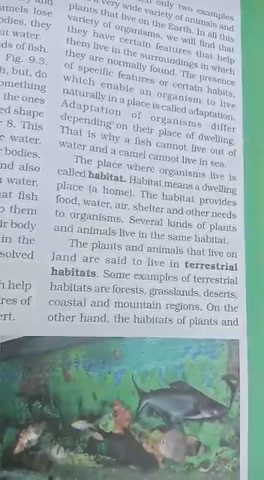 amels lose
odies, they
ut water.
ds of fish.
Fig. 9.3.
h, but, do
omething
the ones
ed shape
r 8. This
e water.
bodies.
nd also
water.
at fish
o them
ir body
in the
solved
h help
res of
ert.
only two examples
very wide variety of animals and
plants that live on the Earth. In all this
variety of organisms, we will find that
they have certain features that help
them live in the surroundings in which
they are normally found. The presence
of specific features or certain habits,
which enable an organism to live
naturally in a place is called adaptation.
Adaptation of organisms differ
depending on their place of dwelling.
That is why a fish cannot live out of
water and a camel cannot live in sea.
The place where organisms live is
called habitat. Habitat means a dwelling
place (a home). The habitat provides
food, water, air, shelter and other needs
to organisms. Several kinds of plants
and animals live in the same habitat.
The plants and animals that live on
land are said to live in terrestrial
habitats. Some examples of terrestrial
habitats are forests, grasslands, deserts,
coastal and mountain regions. On the
other hand, the habitats of plants and